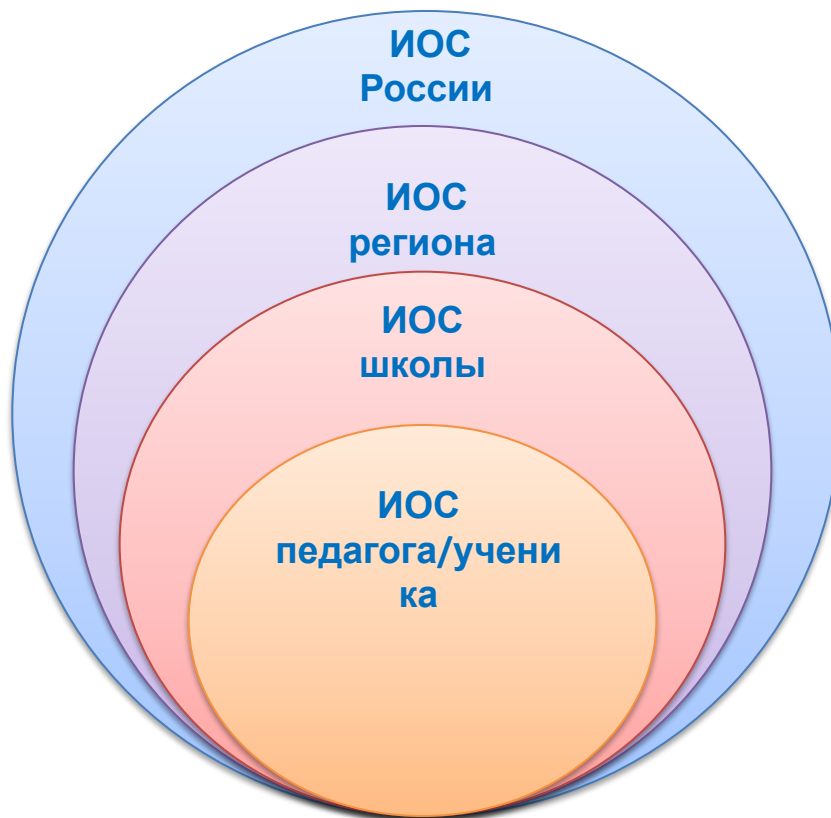 ИОС
России
ИОС
региона
ИОС
школы
ИОС
педагога/учени
ка